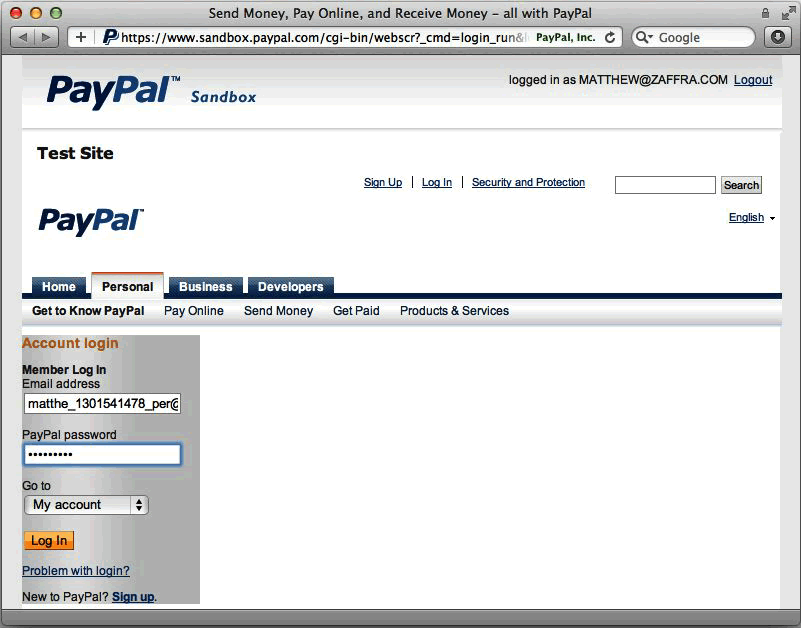 Send Money, Pay Online, and Receive Money – all with PayPal
https://www.sandbox.paypal.com/cgi-bin/webscr?_cmd=login_run&l PayPal, Inc. Google
PayPal™ Sandbox
logged in as MATTHEW@ZAFFRA.COM Logout
Test Site
Sign Up | Log In | Security and Protection Search
PayPal™
English
Home Personal Business Developers
Get to Know PayPal Pay Online Send Money Get Paid Products & Services
Account login
Member Log In
Email address
matthe_1301541478_per@
PayPal password
•••••••••
Go to
My account
Log In
Problem with login?
New to PayPal? Sign up.